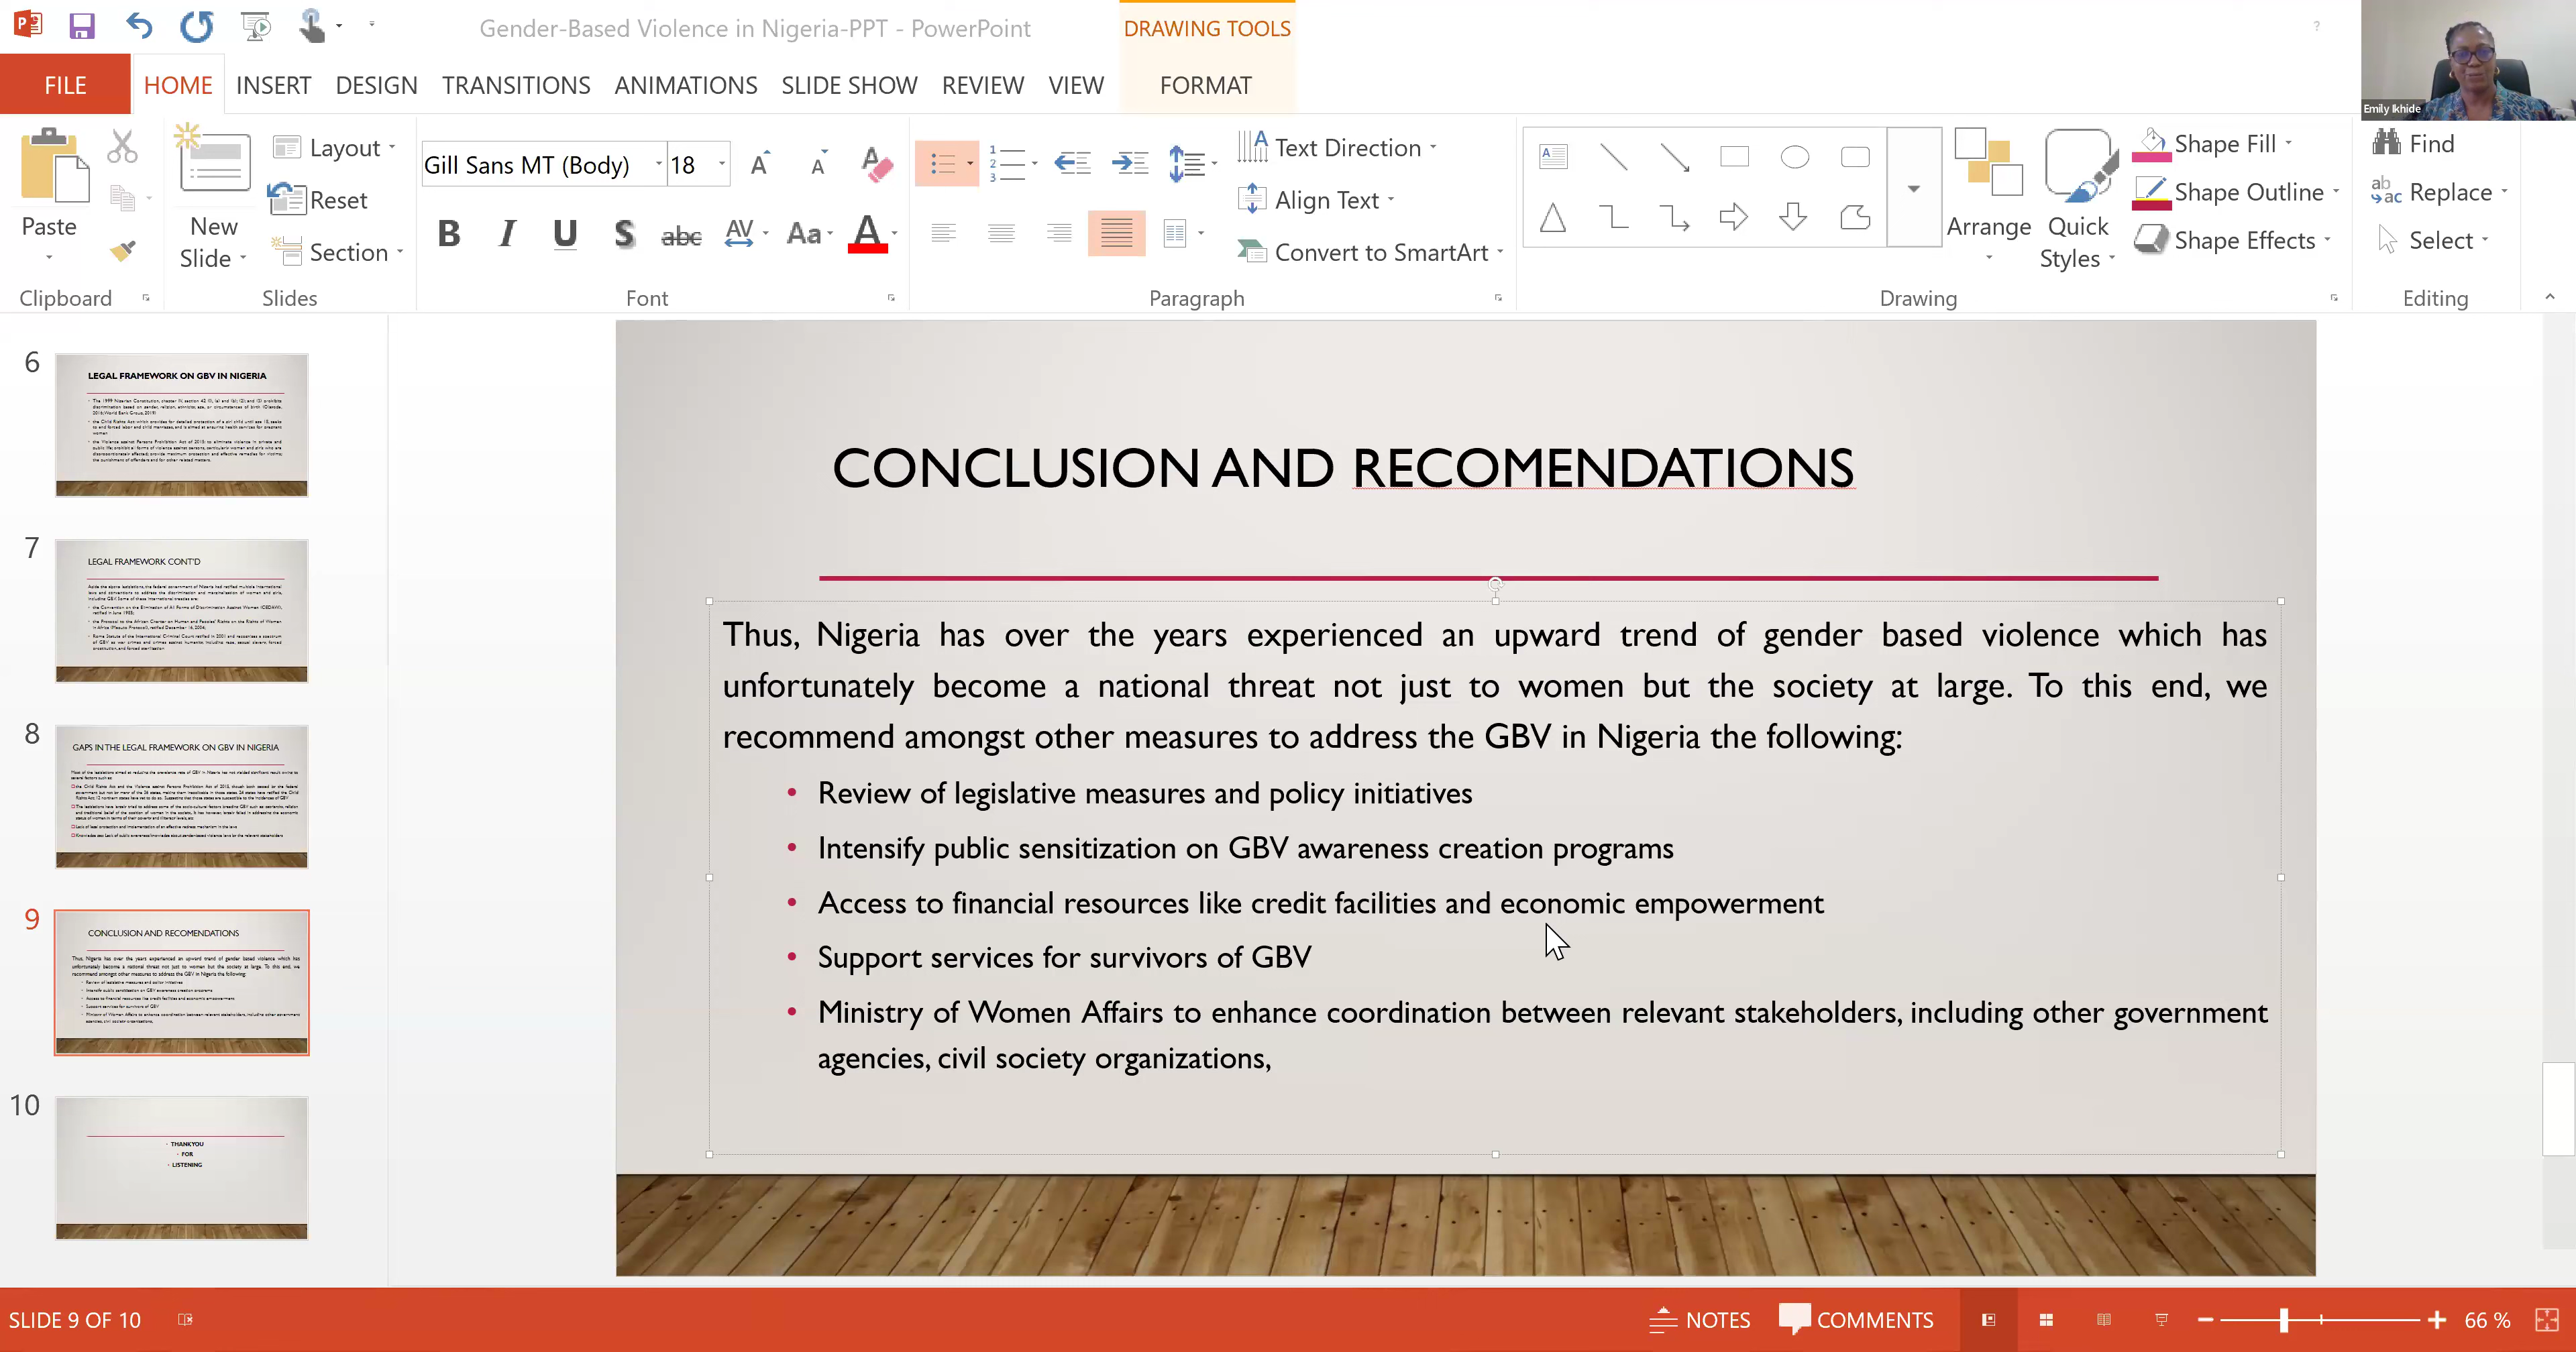 Gender-Based Violence in Nigeria-PPT - PowerPoint
DRAWING TOOLS
?
Emily Ikhide
FILE
HOME
INSERT
DESIGN
TRANSITIONS
ANIMATIONS
SLIDE SHOW
REVIEW
VIEW
FORMAT
Paste
New
Slide
Layout
Reset
Section
Gill Sans MT (Body)
18
Text Direction
Align Text
Convert to SmartArt
Arrange
Quick
Styles
Shape Fill
Shape Outline
Shape Effects
Find
Replace
Select
Clipboard
Slides
Font
Paragraph
Drawing
Editing
6
LEGAL FRAMEWORK ON GBV IN NIGERIA
7
LEGAL FRAMEWORK CONT'D
8
GAPS IN THE LEGAL FRAMEWORK ON GBV IN NIGERIA
9
CONCLUSION AND RECOMENDATIONS
10
THANKYOU
FOR
LISTENING
CONCLUSION AND RECOMENDATIONS
Thus, Nigeria has over the years experienced an upward trend of gender based violence which has
unfortunately become a national threat not just to women but the society at large. To this end, we
recommend amongst other measures to address the GBV in Nigeria the following:
• Review of legislative measures and policy initiatives
• Intensify public sensitization on GBV awareness creation programs
• Access to financial resources like credit facilities and economic empowerment
• Support services for survivors of GBV
• Ministry of Women Affairs to enhance coordination between relevant stakeholders, including other government
agencies, civil society organizations,
SLIDE 9 OF 10
NOTES
COMMENTS
66 %